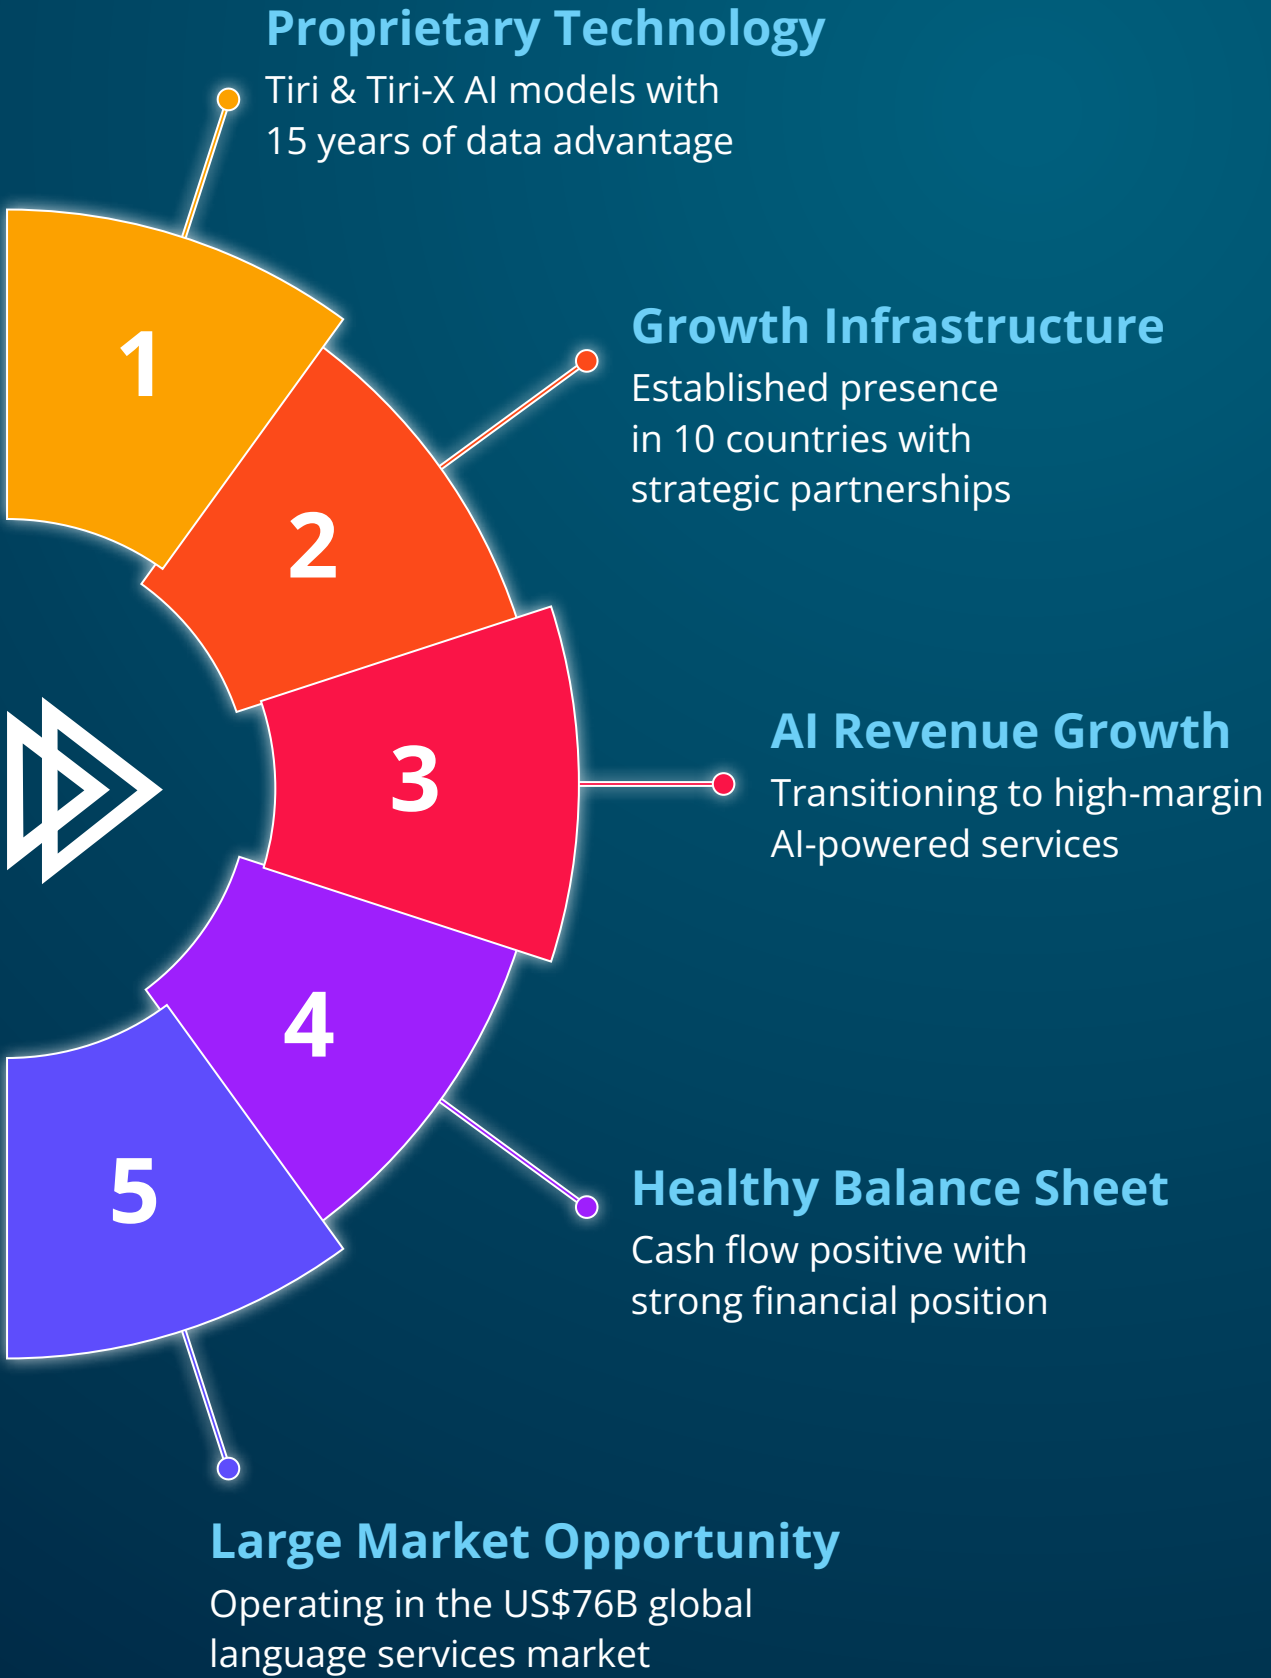 Proprietary Technology
Tiri & Tiri-X AI models with
15 years of data advantage
1
Growth Infrastructure
Established presence
in 10 countries with
strategic partnerships
2
AI Revenue Growth
Transitioning to high-margin
AI-powered services
3
Healthy Balance Sheet
Cash flow positive with
strong financial position
4
Large Market Opportunity
Operating in the US$76B global
language services market
5